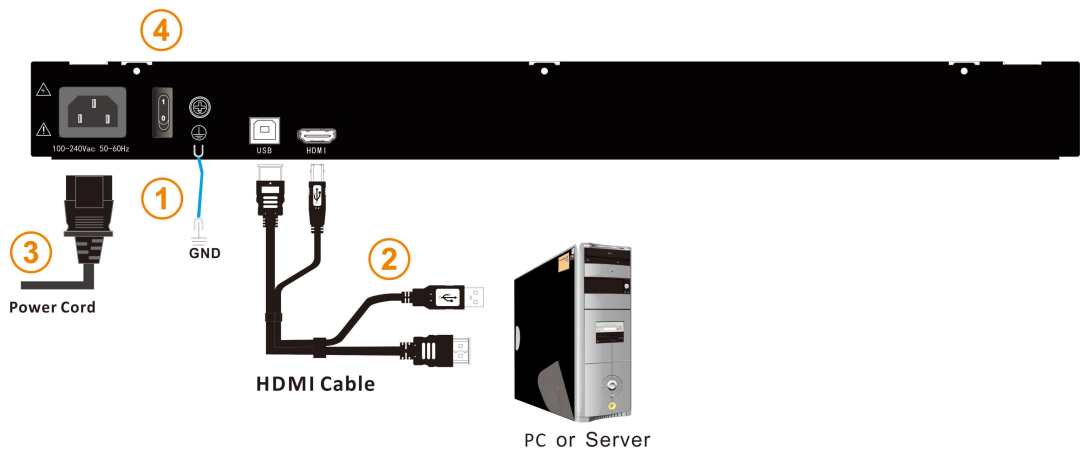 4
1
0
100-240Vac 50-60Hz
USB
HDMI
1
GND
3
2
Power Cord
HDMI Cable
PC or Server